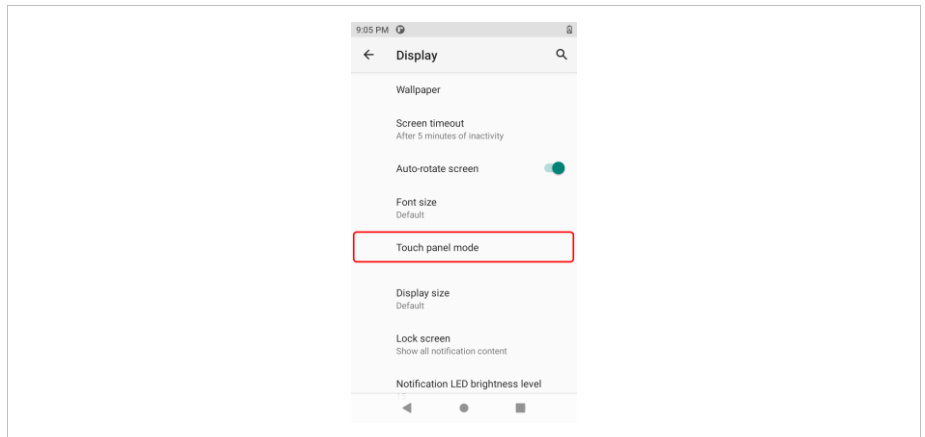 9:05 PM
Display
Wallpaper
Screen timeout
After 5 minutes of inactivity
Auto-rotate screen
Font size
Default
Touch panel mode
Display size
Default
Lock screen
Show all notification content
Notification LED brightness level